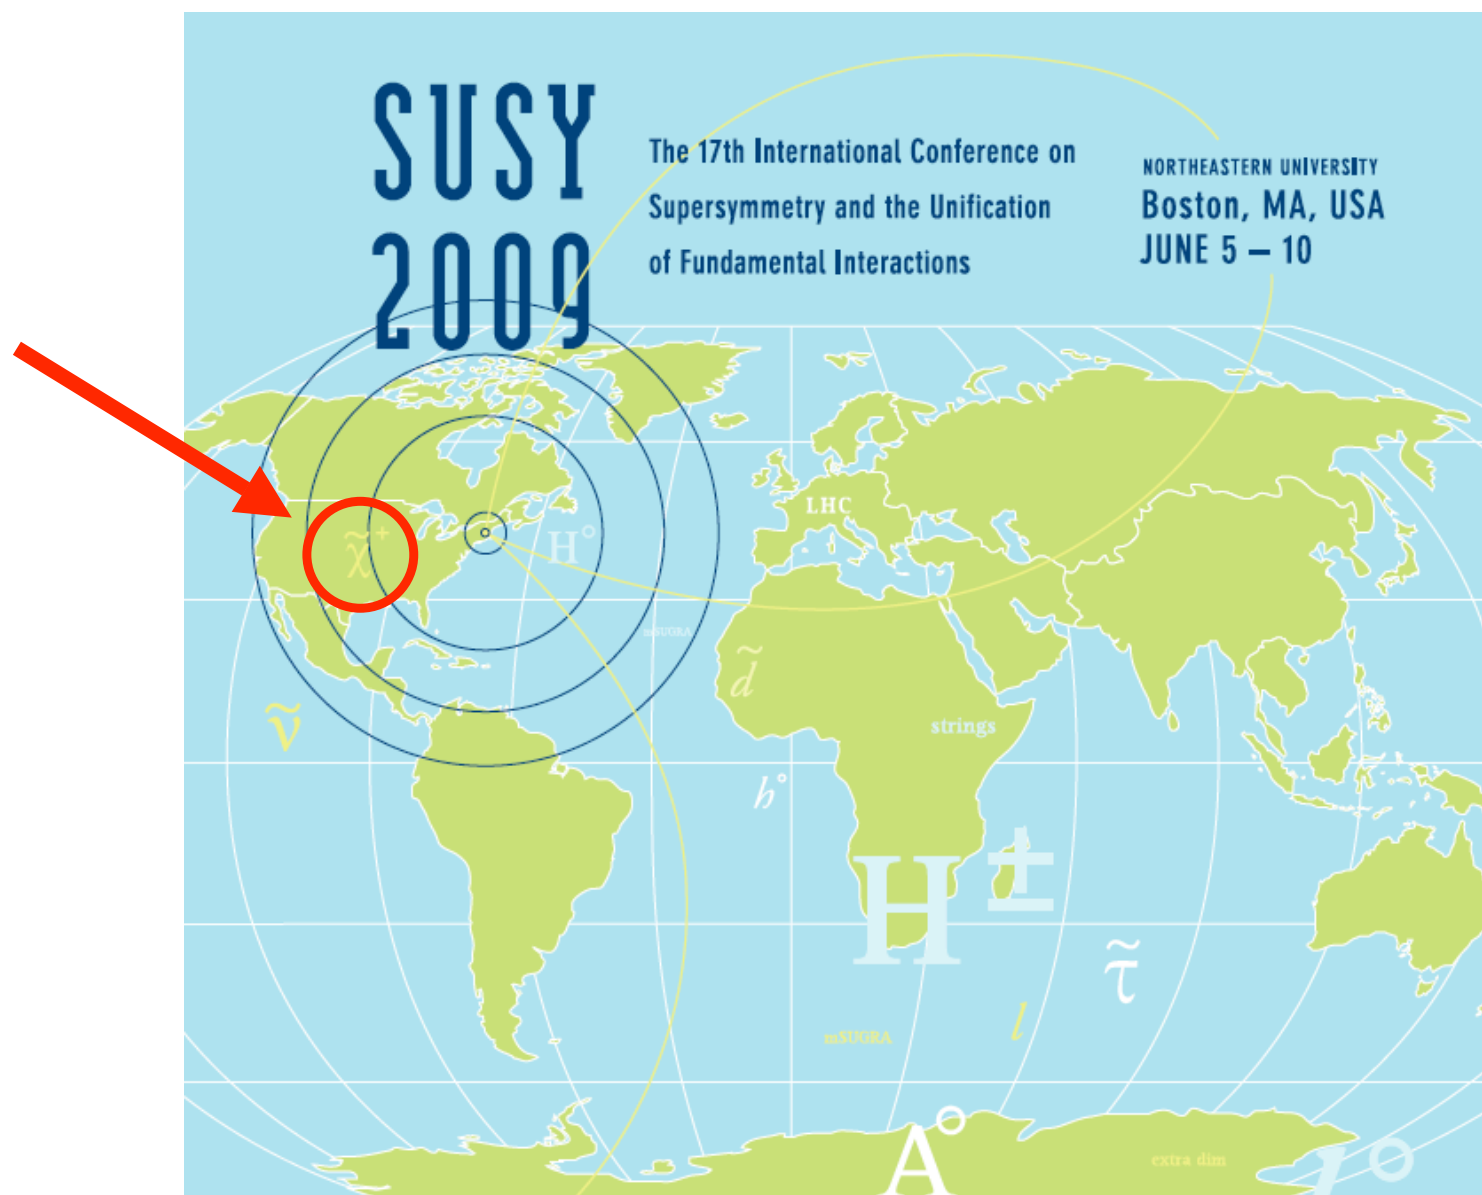 SUSY
2009
The 17th International Conference on
Supersymmetry and the Unification
of Fundamental Interactions
NORTHEASTERN UNIVERSITY
Boston, MA, USA
JUNE 5 – 10
LHC
χ̃⁺
H°
mSUGRA
d̃
ν̃
strings
h°
H±
τ̃
l
mSUGRA
A°
extra dim